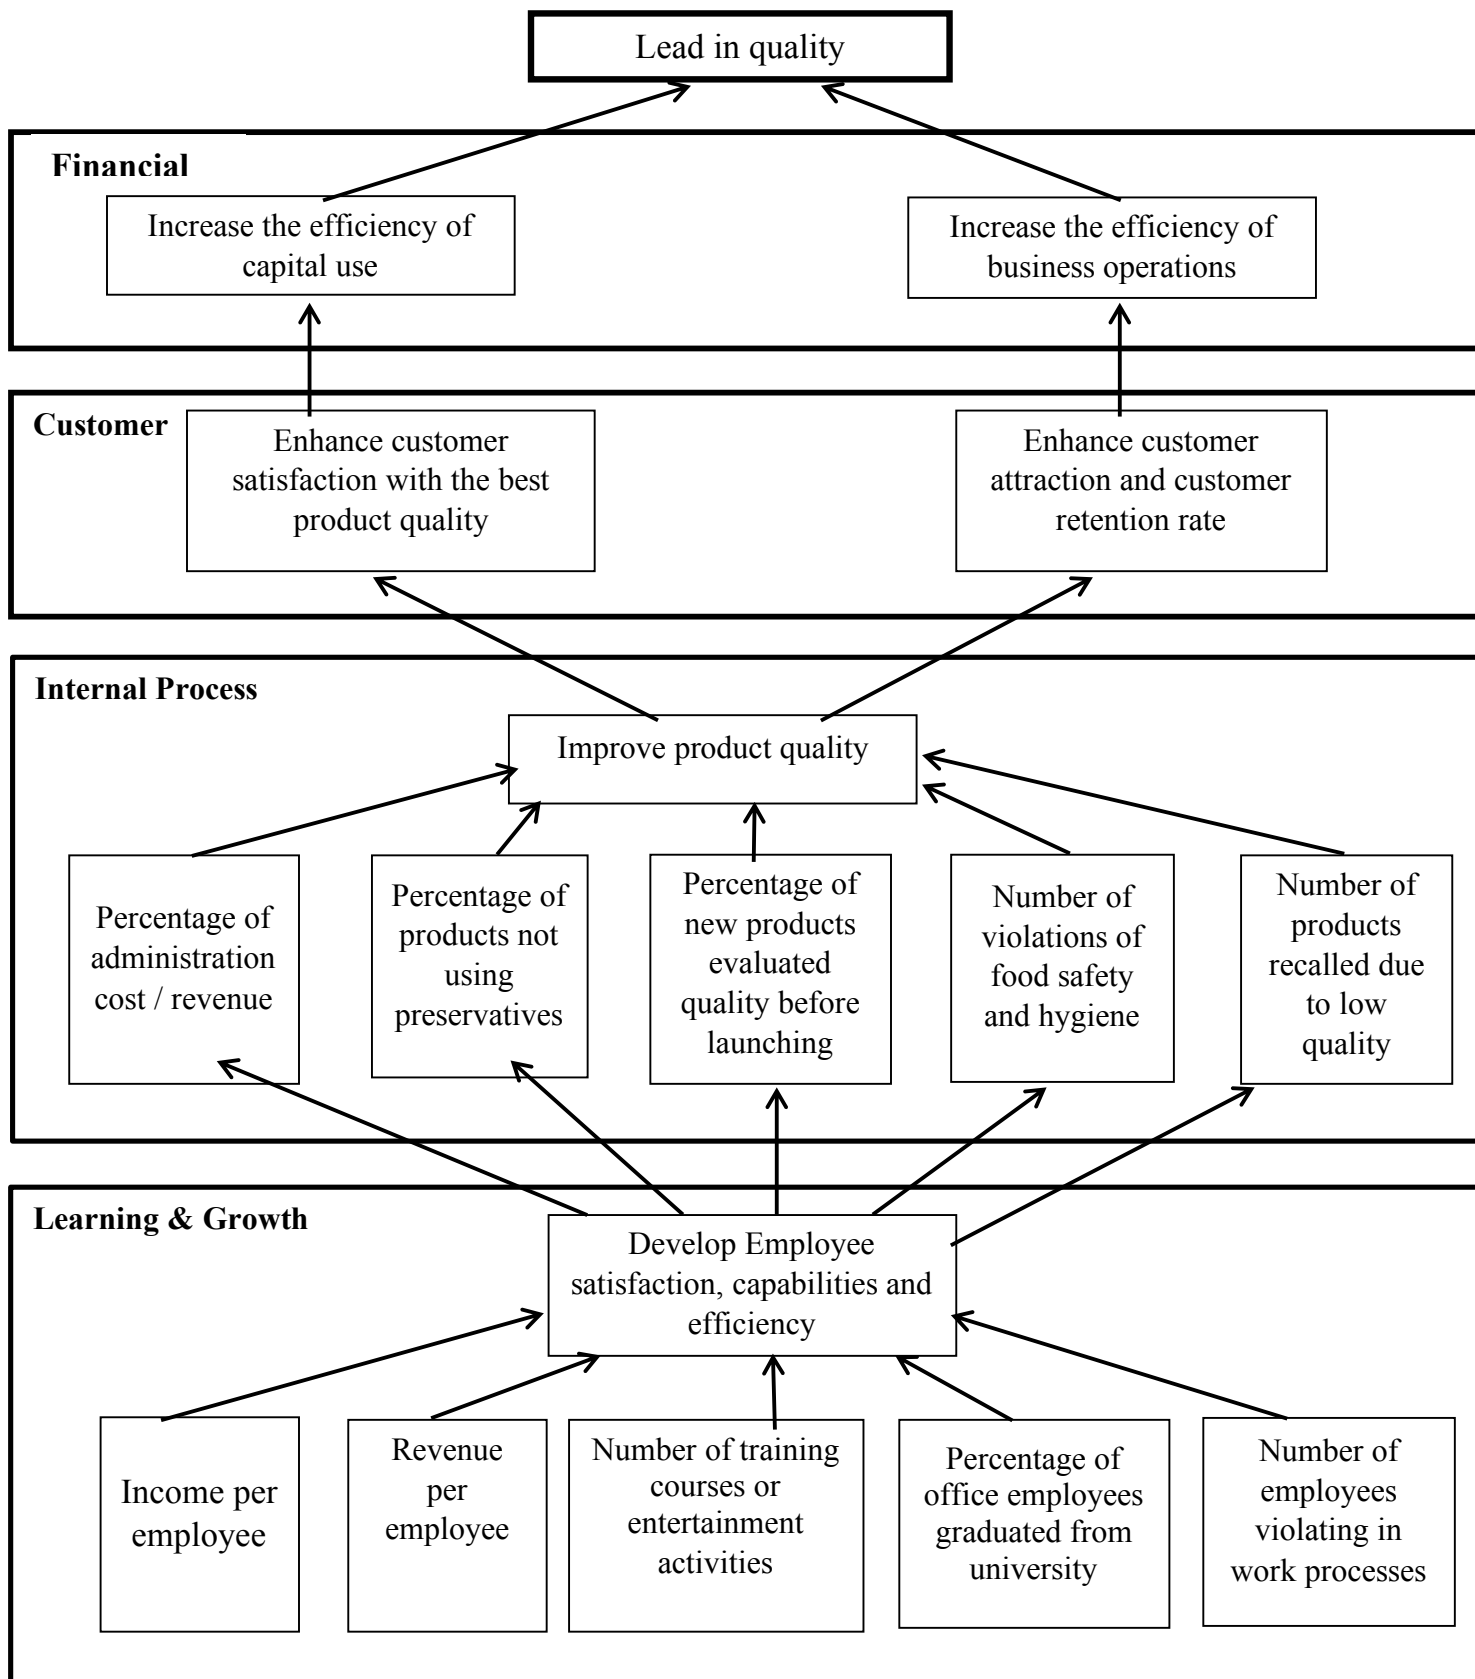 Lead in quality
Financial
Increase the efficiency of
capital use
Increase the efficiency of
business operations
Customer
Enhance customer
satisfaction with the best
product quality
Enhance customer
attraction and customer
retention rate
Internal Process
Improve product quality
Percentage of
administration
cost / revenue
Percentage of
products not
using
preservatives
Percentage of
new products
evaluated
quality before
launching
Number of
violations of
food safety
and hygiene
Number of
products
recalled due
to low
quality
Learning & Growth
Develop Employee
satisfaction, capabilities and
efficiency
Income per
employee
Revenue
per
employee
Number of training
courses or
entertainment
activities
Percentage of
office employees
graduated from
university
Number of
employees
violating in
work processes